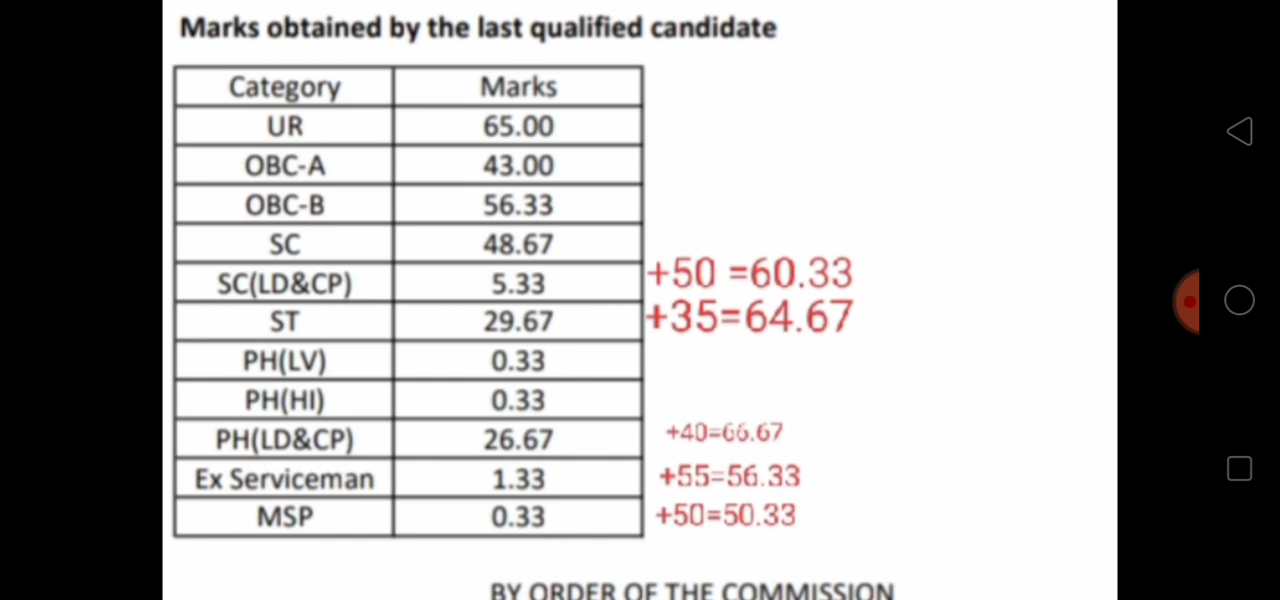 Marks obtained by the last qualified candidate
Category Marks
UR 65.00
OBC-A 43.00
OBC-B 56.33
SC 48.67
SC(LD&CP) 5.33 +50 =60.33
ST 29.67 +35=64.67
PH(LV) 0.33
PH(HI) 0.33
PH(LD&CP) 26.67 +40=66.67
Ex Serviceman 1.33 +55=56.33
MSP 0.33 +50=50.33
BY ORDER OF THE COMMISSION